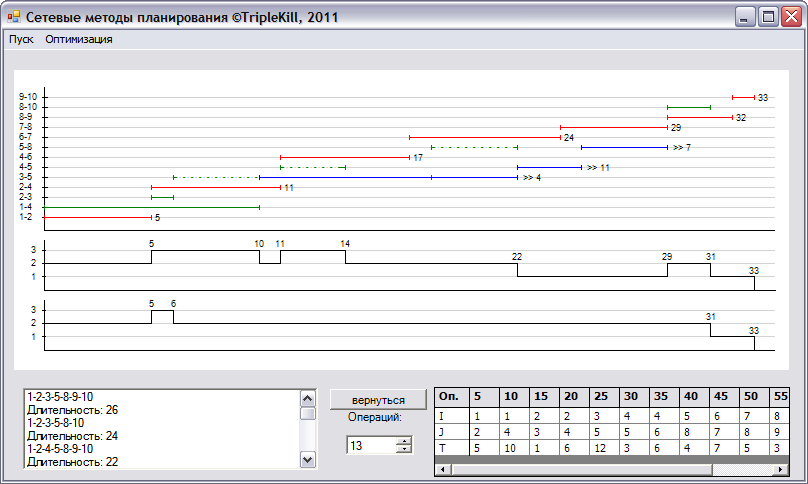 Сетевые методы планирования ©TripleKill, 2011
Пуск Оптимизация
9-10 33
8-10
8-9 32
7-8 29
6-7 24
5-8 >> 7
4-6 17
4-5 >> 11
3-5 >> 4
2-4 11
2-3
1-4
1-2 5
5 10 11 14 22 29 31 33
3
2
1
5 6 31 33
3
2
1
1-2-3-5-8-9-10
Длительность: 26
1-2-3-5-8-10
Длительность: 24
1-2-4-5-8-9-10
Длительность: 22
вернуться
Операций:
13
Оп. 5 10 15 20 25 30 35 40 45 50 55
I 1 1 2 2 3 4 4 5 6 7 8
J 2 4 3 4 5 5 6 8 7 8 9
T 5 10 1 6 12 3 6 4 7 5 3